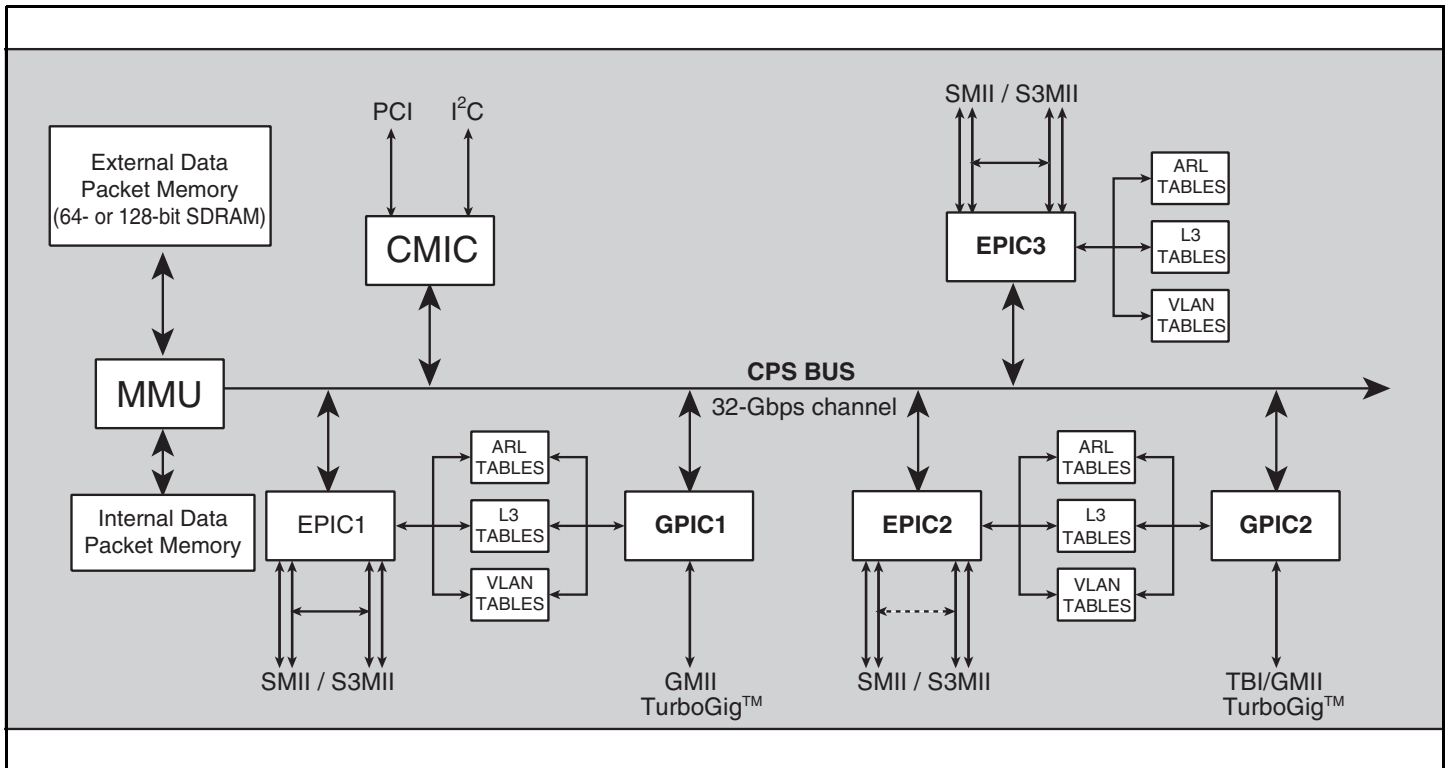 PCI
I²C
SMII / S3MII
External Data
Packet Memory
(64- or 128-bit SDRAM)
CMIC
EPIC3
ARL
TABLES
L3
TABLES
VLAN
TABLES
MMU
CPS BUS
32-Gbps channel
Internal Data
Packet Memory
EPIC1
ARL
TABLES
L3
TABLES
VLAN
TABLES
GPIC1
EPIC2
ARL
TABLES
L3
TABLES
VLAN
TABLES
GPIC2
SMII / S3MII
GMII
TurboGig™
SMII / S3MII
TBI/GMII
TurboGig™